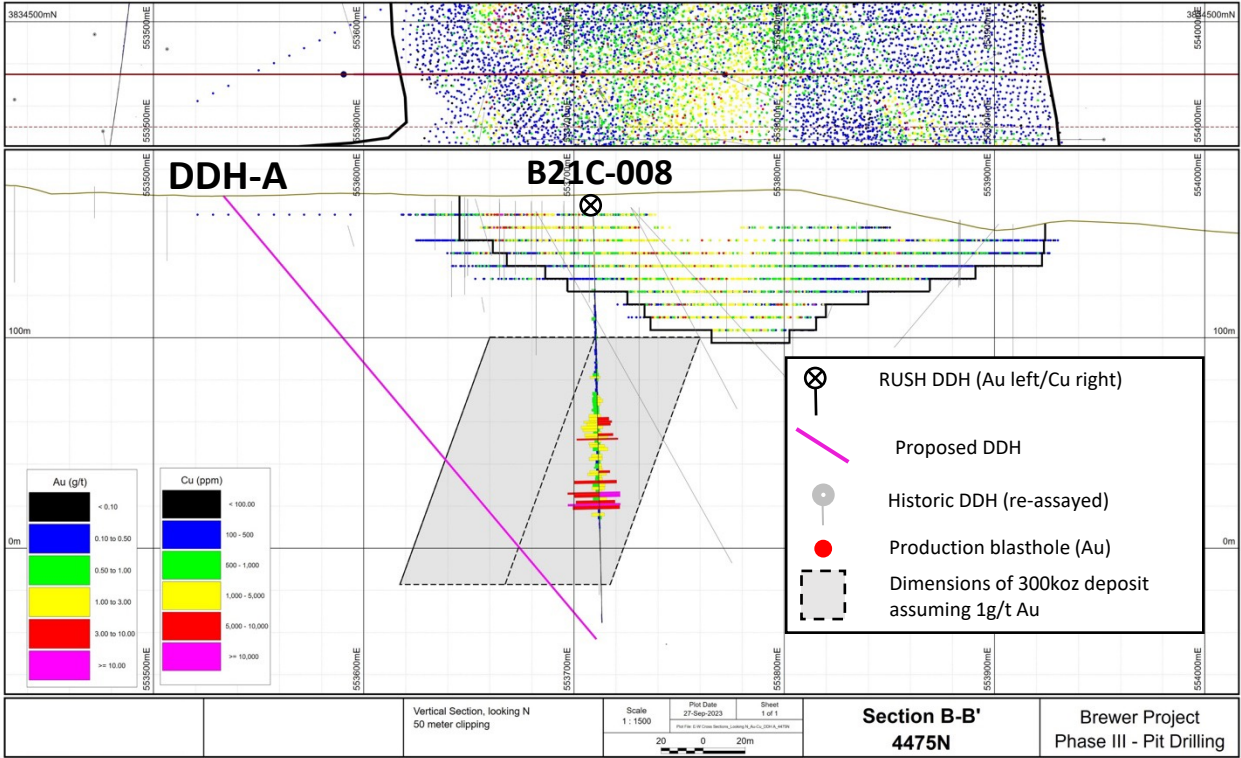 3834500mN
3834500mN
553500mE
553600mE
553700mE
553800mE
553900mE
554000mE
553500mE
553600mE
553700mE
553800mE
553900mE
554000mE
DDH-A
B21C-008
553500mE
553600mE
553700mE
553800mE
553900mE
554000mE
100m
100m
0m
0m
RUSH DDH (Au left/Cu right)
Proposed DDH
Historic DDH (re-assayed)
Production blasthole (Au)
Dimensions of 300koz deposit
assuming 1g/t Au
Au (g/t)
< 0.10
0.10 to 0.50
0.50 to 1.00
1.00 to 3.00
3.00 to 10.00
>= 10.00
Cu (ppm)
< 100.00
100 - 500
500 - 1,000
1,000 - 5,000
5,000 - 10,000
>= 10,000
553500mE
553600mE
553700mE
553800mE
553900mE
554000mE
Vertical Section, looking N
50 meter clipping
Scale
1 : 1500
Plot Date
27-Sep-2023
Sheet
1 of 1
20 0 20m
Section B-B'
4475N
Brewer Project
Phase III - Pit Drilling